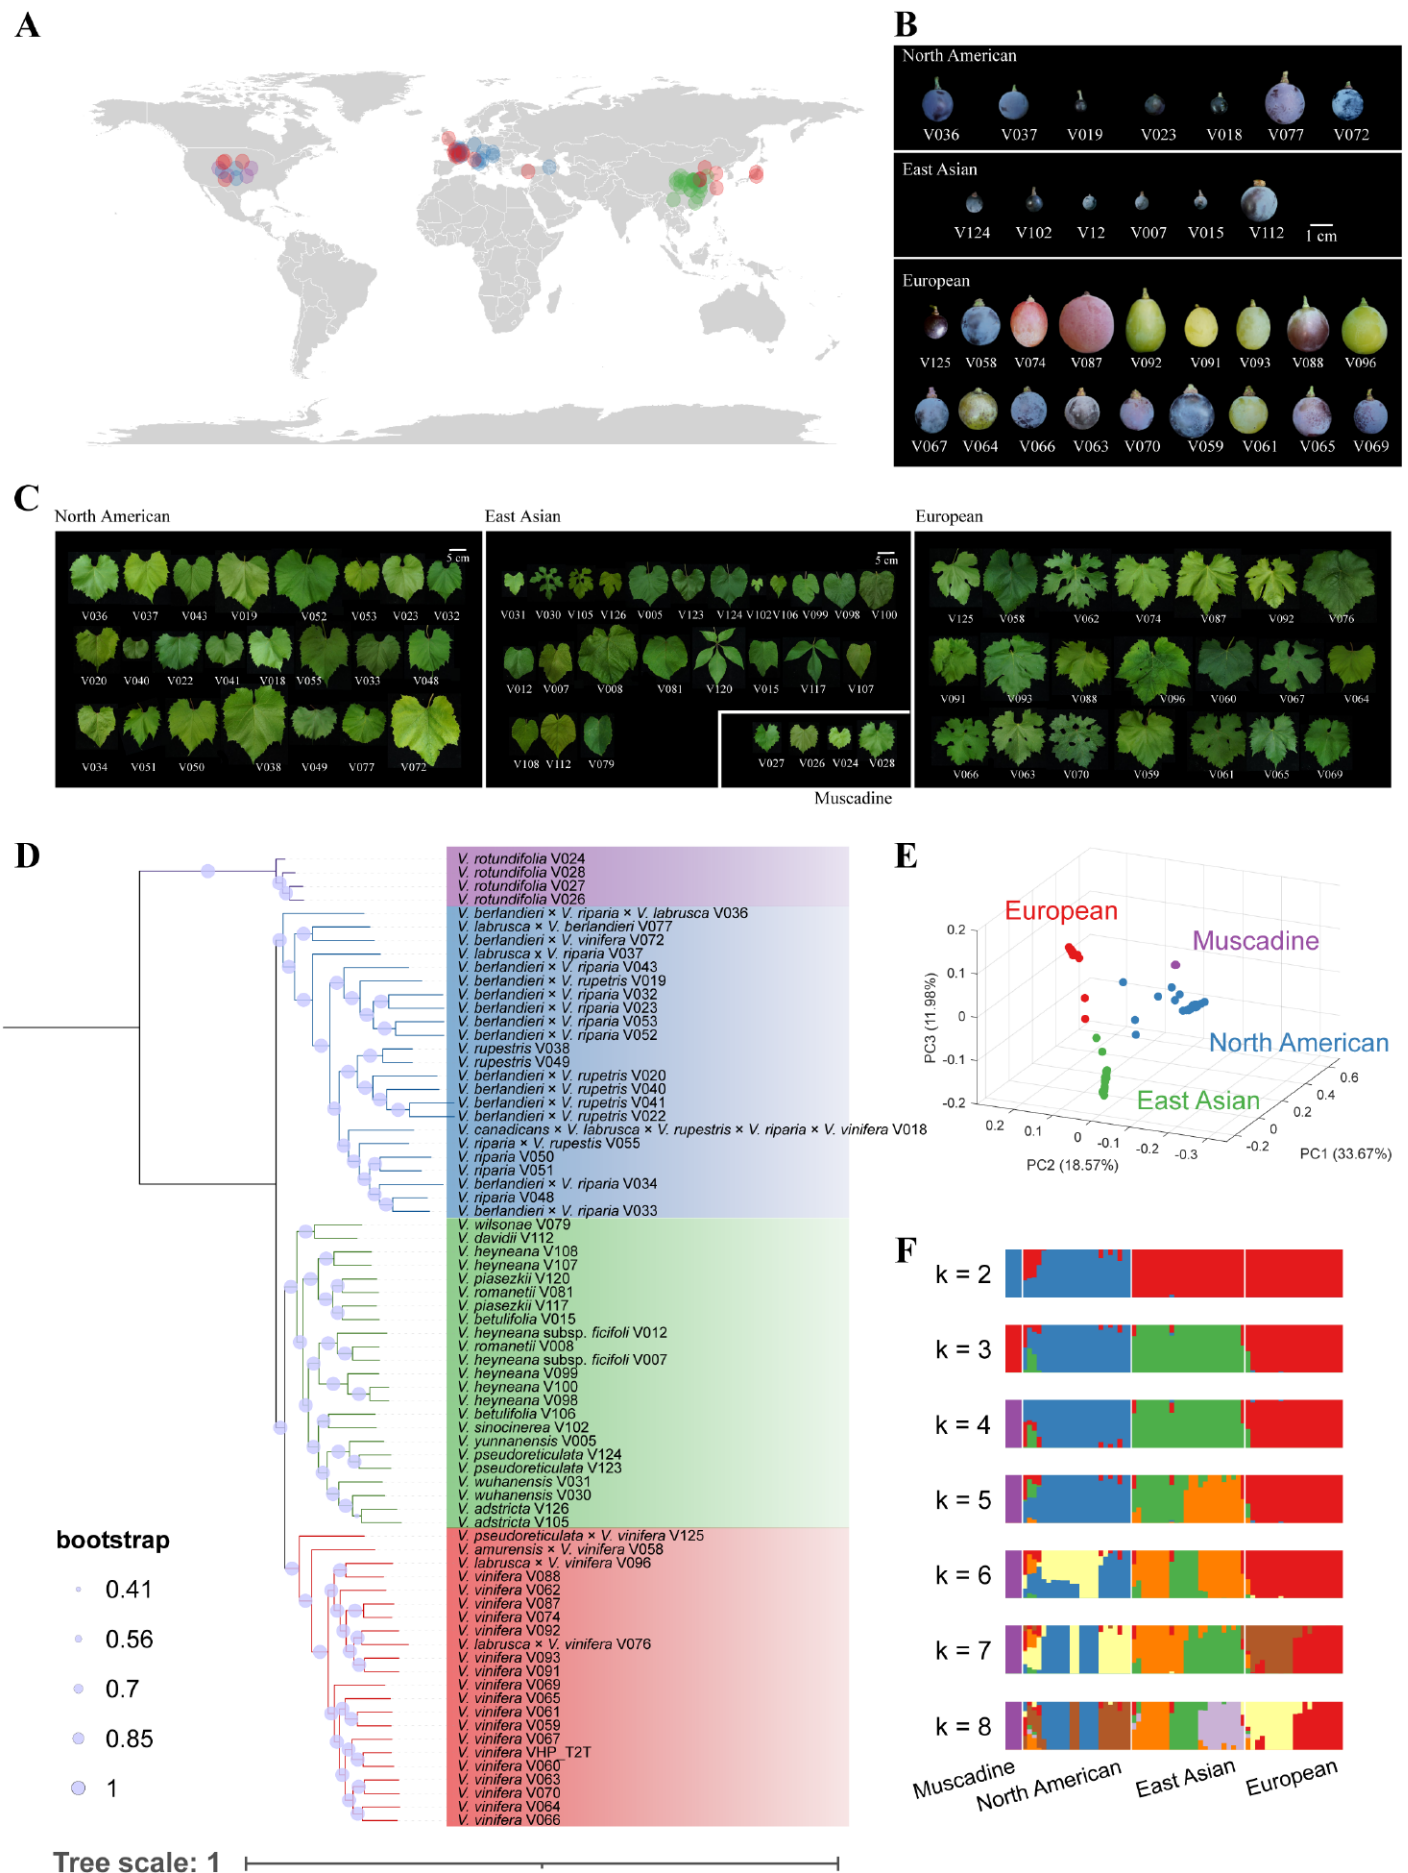 A
B
North American
V036 V037 V019 V023 V018 V077 V072
East Asian
V124 V102 V12 V007 V015 V112 1 cm
European
V125 V058 V074 V087 V092 V091 V093 V088 V096
V067 V064 V066 V063 V070 V059 V061 V065 V069
C
North American
5 cm
V036 V037 V043 V019 V052 V053 V023 V032
V020 V040 V022 V041 V018 V055 V033 V048
V034 V051 V050 V038 V049 V077 V072
East Asian
5 cm
V031 V030 V105 V126 V005 V123 V124 V102 V106 V099 V098 V100
V012 V007 V008 V081 V120 V015 V117 V107
V108 V112 V079
V027 V026 V024 V028
Muscadine
European
V125 V058 V062 V074 V087 V092 V076
V091 V093 V088 V096 V060 V067 V064
V066 V063 V070 V059 V061 V065 V069
D
V. rotundifolia V024
V. rotundifolia V028
V. rotundifolia V027
V. rotundifolia V026
V. berlandieri × V. riparia × V. labrusca V036
V. labrusca × V. berlandieri V077
V. berlandieri × V. vinifera V072
V. labrusca x V. riparia V037
V. berlandieri × V. riparia V043
V. berlandieri × V. rupetris V019
V. berlandieri × V. riparia V032
V. berlandieri × V. riparia V023
V. berlandieri × V. riparia V053
V. berlandieri × V. riparia V052
V. rupestris V038
V. rupestris V049
V. berlandieri × V. rupetris V020
V. berlandieri × V. rupetris V040
V. berlandieri × V. rupetris V041
V. berlandieri × V. rupetris V022
V. canadicans × V. labrusca × V. rupestris × V. riparia × V. vinifera V018
V. riparia × V. rupestis V055
V. riparia V050
V. riparia V051
V. berlandieri × V. riparia V034
V. riparia V048
V. berlandieri × V. riparia V033
V. wilsonae V079
V. davidii V112
V. heyneana V108
V. heyneana V107
V. piasezkii V120
V. romanetii V081
V. piasezkii V117
V. betulifolia V015
V. heyneana subsp. ficifoli V012
V. romanetii V008
V. heyneana subsp. ficifoli V007
V. heyneana V099
V. heyneana V100
V. heyneana V098
V. betulifolia V106
V. sinocinerea V102
V. yunnanensis V005
V. pseudoreticulata V124
V. pseudoreticulata V123
V. wuhanensis V031
V. wuhanensis V030
V. adstricta V126
V. adstricta V105
V. pseudoreticulata × V. vinifera V125
V. amurensis × V. vinifera V058
V. labrusca × V. vinifera V096
V. vinifera V088
V. vinifera V062
V. vinifera V087
V. vinifera V074
V. vinifera V092
V. labrusca × V. vinifera V076
V. vinifera V093
V. vinifera V091
V. vinifera V069
V. vinifera V065
V. vinifera V061
V. vinifera V059
V. vinifera V067
V. vinifera VHP_T2T
V. vinifera V060
V. vinifera V063
V. vinifera V070
V. vinifera V064
V. vinifera V066
bootstrap
0.41
0.56
0.7
0.85
1
Tree scale: 1
E
European
Muscadine
North American
East Asian
PC3 (11.98%)
0.2
0.1
0
-0.1
-0.2
0.2 0.1 0 -0.1 -0.2 -0.3
PC2 (18.57%)
-0.2 0 0.2 0.4 0.6
PC1 (33.67%)
F
k = 2
k = 3
k = 4
k = 5
k = 6
k = 7
k = 8
Muscadine North American East Asian European